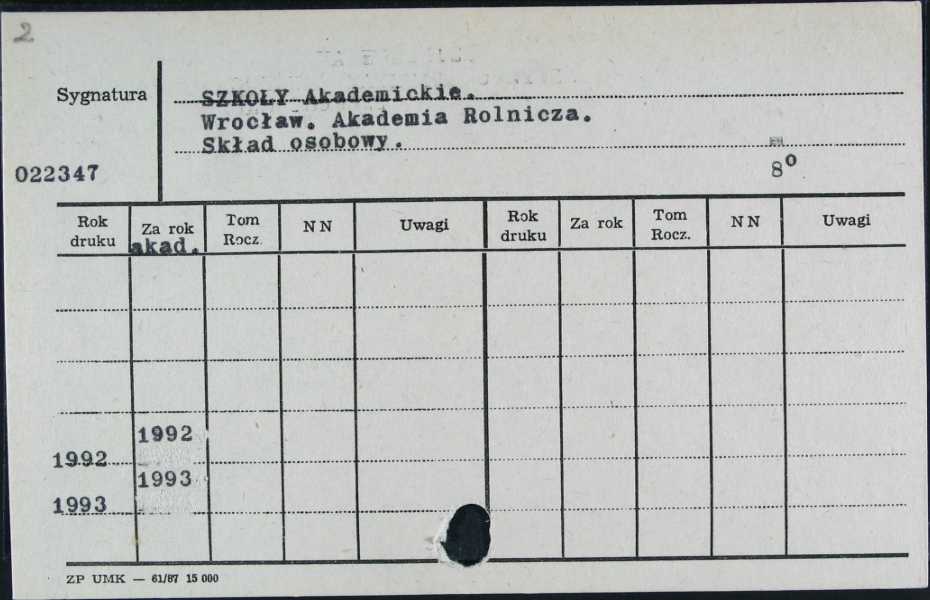 2
Sygnatura
SZKOŁY Akademickie.
Wrocław. Akademia Rolnicza.
Skład osobowy.
022347
8°
Rok druku Za rok akad. Tom Rocz. NN Uwagi Rok druku Za rok Tom Rocz. NN Uwagi
1992 1992
1993 1993
ZP UMK — 61/87 15 000